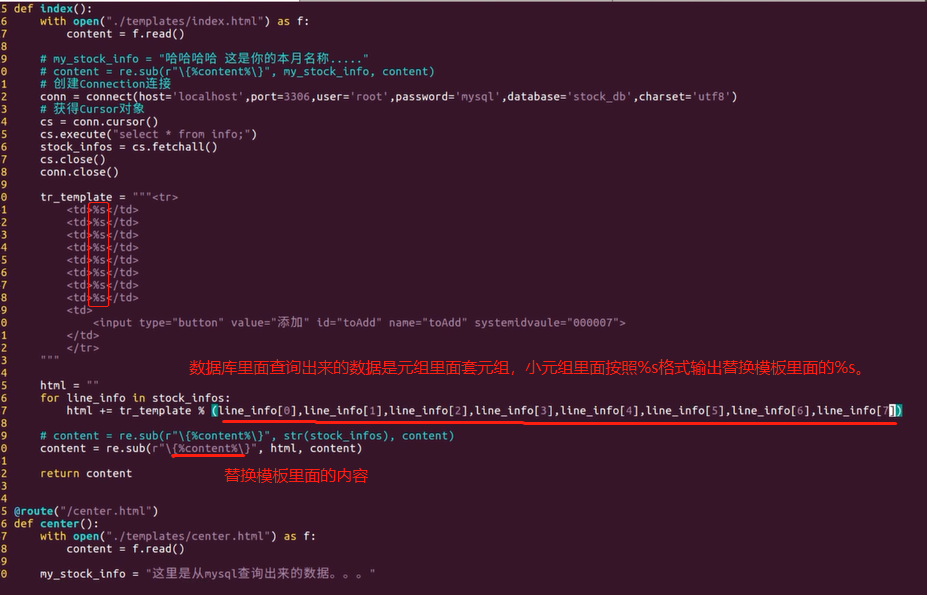 5 def index():
6     with open("./templates/index.html") as f:
7         content = f.read()
8
9     # my_stock_info = "哈哈哈哈 这是你的本月名称....."
0     # content = re.sub(r"\{%content%\}", my_stock_info, content)
1     # 创建Connection连接
2     conn = connect(host='localhost',port=3306,user='root',password='mysql',database='stock_db',charset='utf8')
3     # 获得Cursor对象
4     cs = conn.cursor()
5     cs.execute("select * from info;")
6     stock_infos = cs.fetchall()
7     cs.close()
8     conn.close()
9
0     tr_template = """<tr>
1         <td>%s</td>
2         <td>%s</td>
3         <td>%s</td>
4         <td>%s</td>
5         <td>%s</td>
6         <td>%s</td>
7         <td>%s</td>
8         <td>%s</td>
9         <td>
0             <input type="button" value="添加" id="toAdd" name="toAdd" systemidvaule="000007">
1         </td>
2         </tr>
3     """
数据库里面查询出来的数据是元组里面套元组，小元组里面按照%s格式输出替换模板里面的%s。
4
5     html = ""
6     for line_info in stock_infos:
7         html += tr_template % (line_info[0],line_info[1],line_info[2],line_info[3],line_info[4],line_info[5],line_info[6],line_info[7])
8
9     # content = re.sub(r"\{%content%\}", str(stock_infos), content)
0     content = re.sub(r"\{%content%\}", html, content)
1
2     return content
替换模板里面的内容
3
4
5 @route("/center.html")
6 def center():
7     with open("./templates/center.html") as f:
8         content = f.read()
9
0     my_stock_info = "这里是从mysql查询出来的数据。。。"